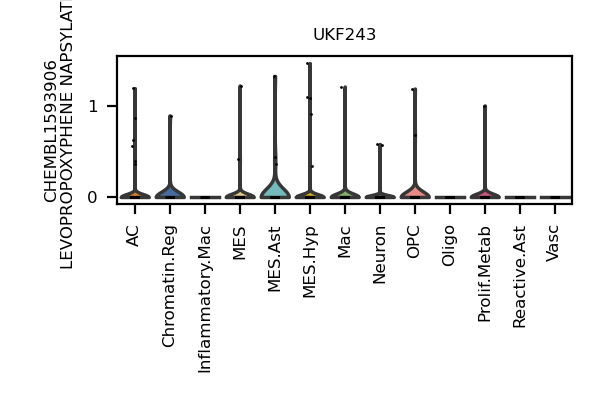 UKF243
CHEMBL1593906
LEVOPROPOXYPHENE
1
0
AC
Chromatin.Reg
Inflammatory.Mac
MES
MES.Ast
MES.Hyp
Mac
Neuron
OPC
Oligo
Prolif.Metab
Reactive.Ast
Vasc